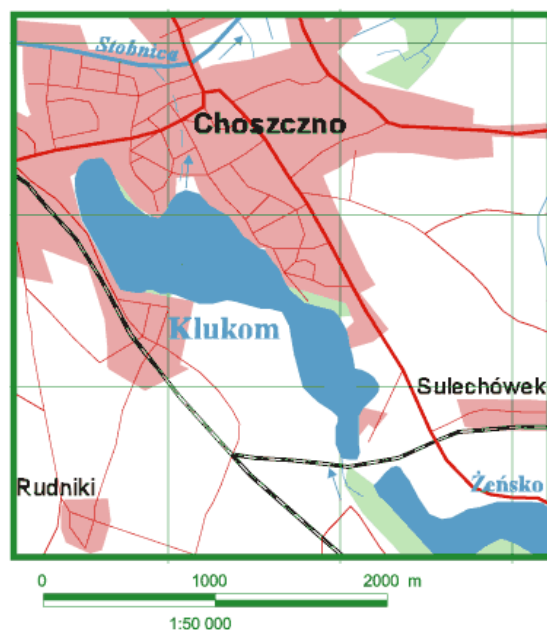 Stobnica
Choszczno
Klukom
Sulechówek
Rudniki
Żeńsko
0 1000 2000 m
1:50 000